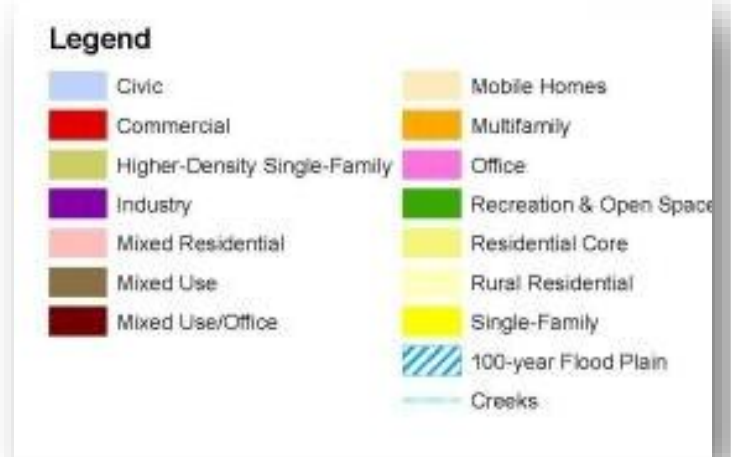 Legend
Civic
Commercial
Higher-Density Single-Family
Industry
Mixed Residential
Mixed Use
Mixed Use/Office
Mobile Homes
Multifamily
Office
Recreation & Open Space
Residential Core
Rural Residential
Single-Family
100-year Flood Plain
Creeks